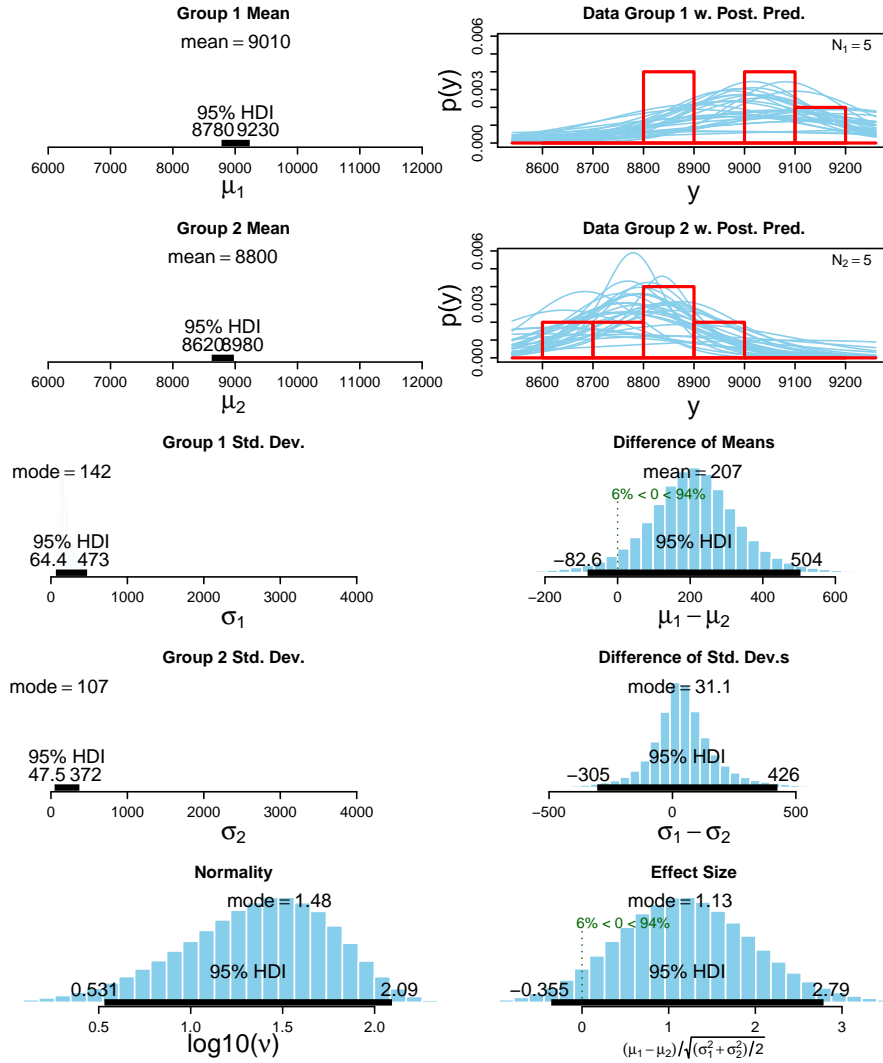 Group 1 Mean
mean = 9010
95% HDI
8780 9230
6000 7000 8000 9000 10000 11000 12000
μ1
Data Group 1 w. Post. Pred.
N1 = 5
p(y)
0.000 0.003 0.006
8600 8700 8800 8900 9000 9100 9200
y
Group 2 Mean
mean = 8800
95% HDI
8620 8980
6000 7000 8000 9000 10000 11000 12000
μ2
Data Group 2 w. Post. Pred.
N2 = 5
p(y)
0.000 0.003 0.006
8600 8700 8800 8900 9000 9100 9200
y
Group 1 Std. Dev.
mode = 142
95% HDI
64.4 473
0 1000 2000 3000 4000
σ1
Difference of Means
mean = 207
6% < 0 < 94%
95% HDI
−82.6 504
−200 0 200 400 600
μ1 − μ2
Group 2 Std. Dev.
mode = 107
95% HDI
47.5 372
0 1000 2000 3000 4000
σ2
Difference of Std. Dev.s
mode = 31.1
95% HDI
−305 426
−500 0 500
σ1 − σ2
Normality
mode = 1.48
95% HDI
0.531 2.09
0.5 1.0 1.5 2.0
log10(ν)
Effect Size
mode = 1.13
6% < 0 < 94%
95% HDI
−0.355 2.79
0 1 2 3
(μ1 − μ2)/√(σ1² + σ2²)/2